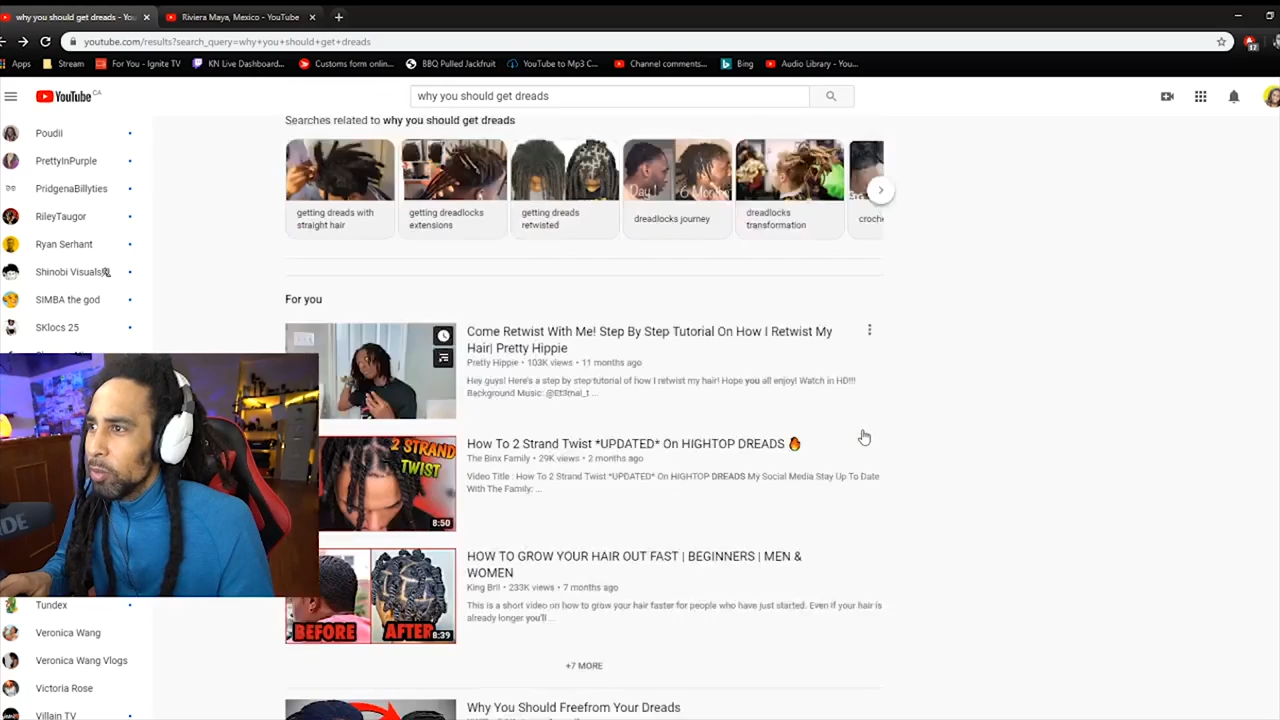 why you should get dreads - You
Riviera Maya, Mexico - YouTube
youtube.com/results?search_query=why+you+should+get+dreads
Apps
Stream
For You - Ignite TV
KN Live Dashboard...
Customs form onlin...
BBQ Pulled Jackfruit
YouTube to Mp3 C...
Channel comments...
Bing
Audio Library - You...
YouTube CA
why you should get dreads
Searches related to why you should get dreads
Poudii
PrettyInPurple
PridgenaBillyties
RileyTaugor
Ryan Serhant
Shinobi Visuals
SIMBA the god
SKlocs 25
Day 1
6 Month
getting dreads with
straight hair
getting dreadlocks
extensions
getting dreads
retwisted
dreadlocks journey
dreadlocks
transformation
croche
For you
Come Retwist With Me! Step By Step Tutorial On How I Retwist My
Hair| Pretty Hippie
Pretty Hippie • 103K views • 11 months ago
Hey guys! Here's a step by step tutorial of how I retwist my hair! Hope you all enjoy! Watch in HD!!!
Background Music: @Et3rnal_t ...
2 STRAND
TWIST
8:50
How To 2 Strand Twist *UPDATED* On HIGHTOP DREADS 🔥
The Binx Family • 29K views • 2 months ago
Video Title : How To 2 Strand Twist *UPDATED* On HIGHTOP DREADS My Social Media Stay Up To Date
With The Family: ...
BEFORE
AFTER
8:39
HOW TO GROW YOUR HAIR OUT FAST | BEGINNERS | MEN &
WOMEN
King Bril • 233K views • 7 months ago
This is a short video on how to grow your hair faster for people who have just started. Even if your hair is
already longer you'll ...
+7 MORE
Why You Should Freefrom Your Dreads
Tundex
Veronica Wang
Veronica Wang Vlogs
Victoria Rose
Villain TV